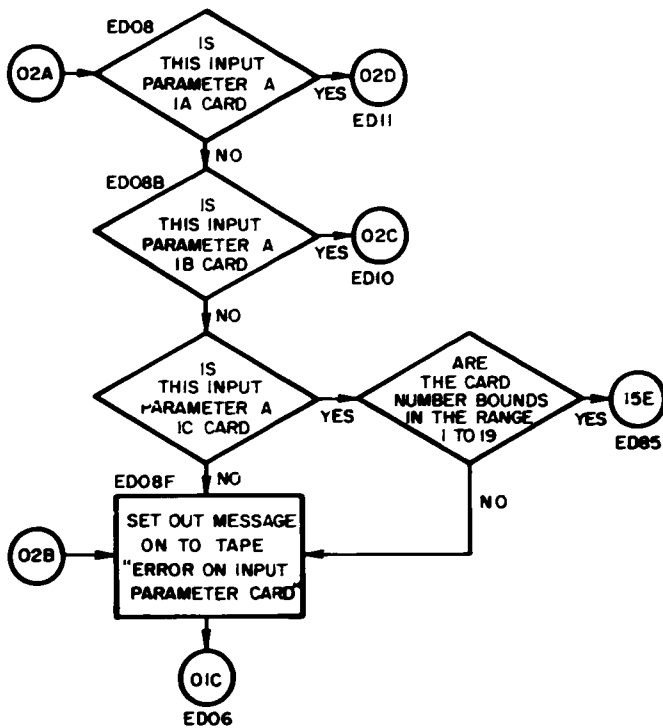 ED08
IS
THIS INPUT
PARAMETER A
1A CARD
02A
YES
02D
ED11
NO
ED08B
IS
THIS INPUT
PARAMETER A
1B CARD
YES
02C
ED10
NO
IS
THIS INPUT
PARAMETER A
1C CARD
YES
ARE
THE CARD
NUMBER BOUNDS
IN THE RANGE
1 TO 19
YES
15E
ED85
NO
NO
ED08F
02B
SET OUT MESSAGE
ON TO TAPE
"ERROR ON INPUT
PARAMETER CARD"
01C
ED06